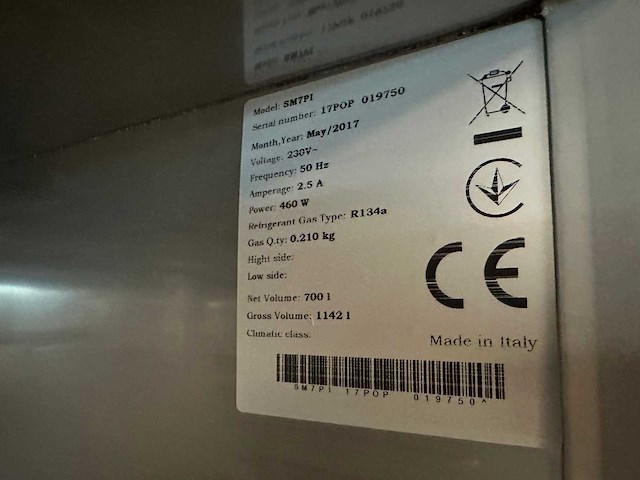 Model: SM7PI
Serial number: 17POP 019750
Month,Year: May/2017
Voltage: 230V~
Frequency: 50 Hz
Amperage: 2.5 A
Power: 460 W
Refrigerant Gas Type: R134a
Gas Q.ty: 0.210 kg
Hight side:
Low side:
Net Volume: 700 l
Gross Volume: 1142 l
Climatic class:
CE
Made in Italy
SM7PI 17POP 019750^